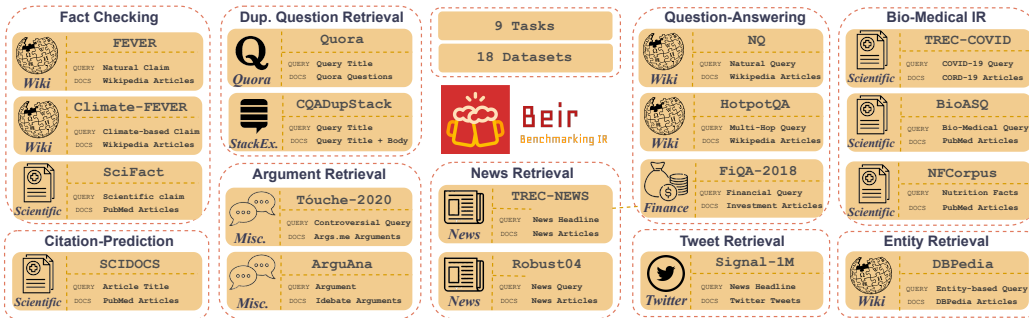 Fact Checking
FEVER
QUERY Natural Claim
DOCS Wikipedia Articles
Wiki
Climate-FEVER
QUERY Climate-based Claim
DOCS Wikipedia Articles
Wiki
SciFact
QUERY Scientific claim
DOCS PubMed Articles
Scientific
Citation-Prediction
SCIDOCS
QUERY Article Title
DOCS PubMed Articles
Scientific
Dup. Question Retrieval
Quora
QUERY Query Title
DOCS Quora Questions
Q
Quora
CQADupStack
QUERY Query Title
DOCS Query Title + Body
StackEx.
Argument Retrieval
Tóuche-2020
QUERY Controversial Query
DOCS Args.me Arguments
Misc.
ArguAna
QUERY Argument
DOCS Idebate Arguments
Misc.
9 Tasks
18 Datasets
Beir
Benchmarking IR
News Retrieval
TREC-NEWS
QUERY News Headline
DOCS News Articles
News
Robust04
QUERY News Query
DOCS News Articles
News
Question-Answering
NQ
QUERY Natural Query
DOCS Wikipedia Articles
Wiki
HotpotQA
QUERY Multi-Hop Query
DOCS Wikipedia Articles
Wiki
FiQA-2018
QUERY Financial Query
DOCS Investment Articles
Finance
Tweet Retrieval
Signal-1M
QUERY News Headline
DOCS Twitter Tweets
Twitter
Bio-Medical IR
TREC-COVID
QUERY COVID-19 Query
DOCS CORD-19 Articles
Scientific
BioASQ
QUERY Bio-Medical Query
DOCS PubMed Articles
Scientific
NFCorpus
QUERY Nutrition Facts
DOCS PubMed Articles
Scientific
Entity Retrieval
DBPedia
QUERY Entity-based Query
DOCS DBPedia Articles
Wiki